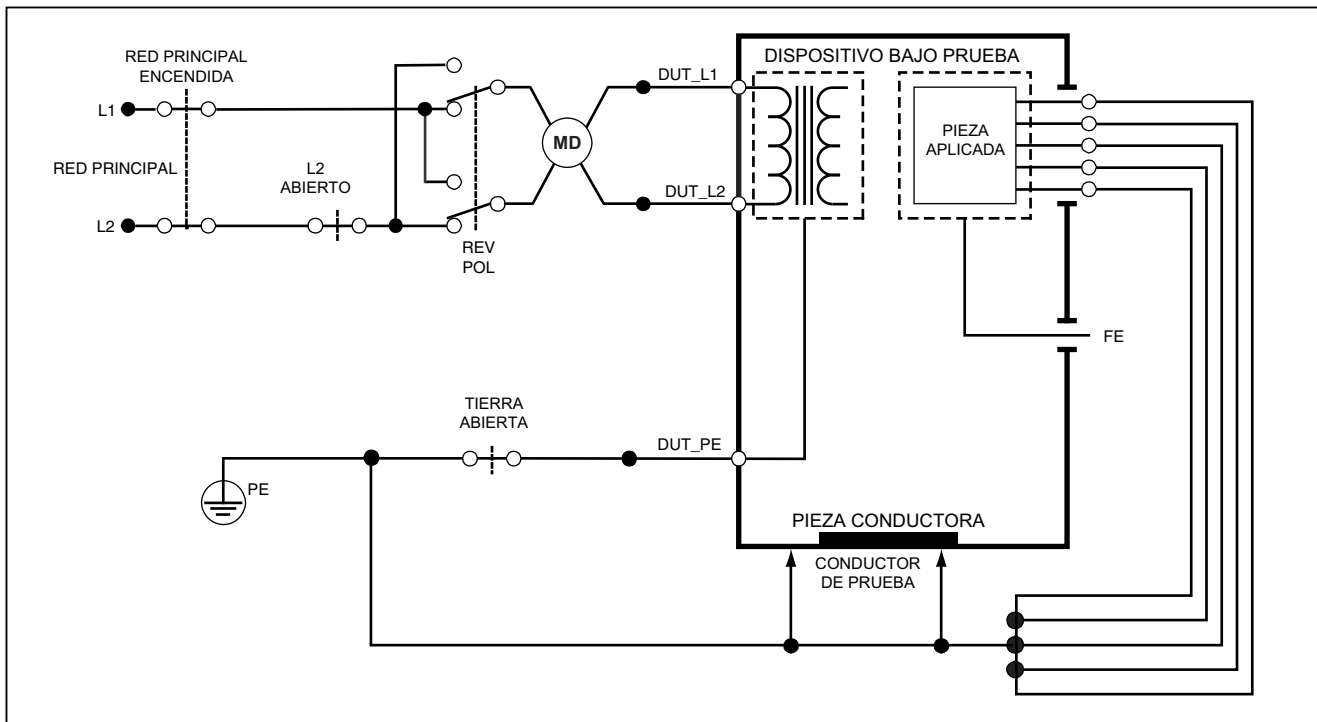 RED PRINCIPAL
ENCENDIDA
L1
RED PRINCIPAL
L2
ABIERTO
L2
REV
POL
MD
DUT_L1
DUT_L2
DISPOSITIVO BAJO PRUEBA
PIEZA
APLICADA
FE
TIERRA
ABIERTA
DUT_PE
PE
PIEZA CONDUCTORA
CONDUCTOR
DE PRUEBA